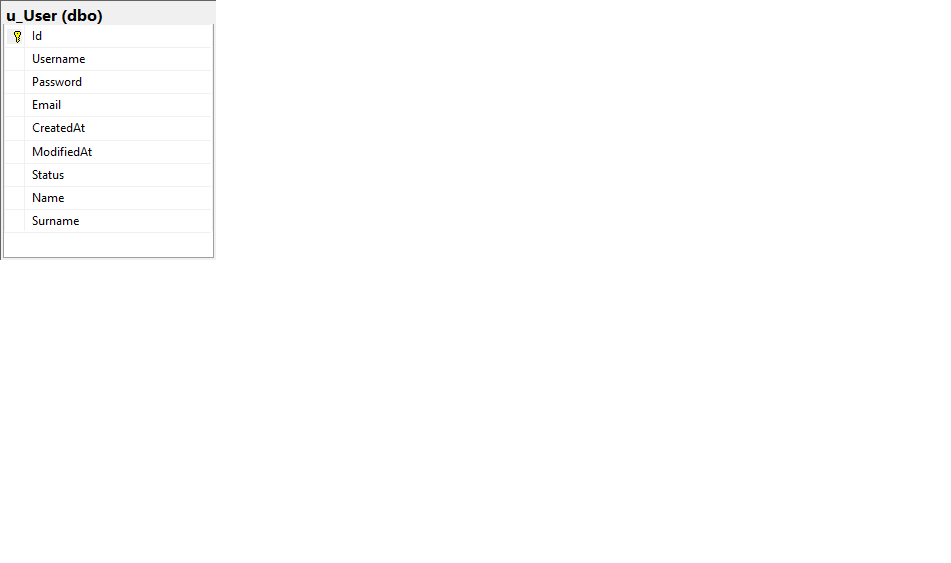 u_User (dbo)
Id
Username
Password
Email
CreatedAt
ModifiedAt
Status
Name
Surname